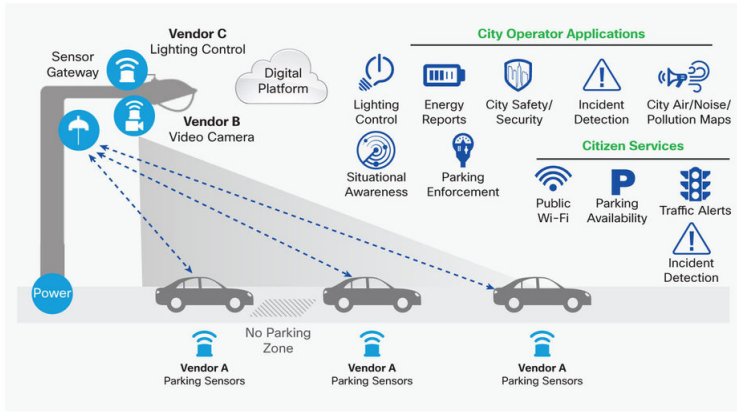 Vendor C
Lighting Control
Sensor
Gateway
Digital
Platform
Vendor B
Video Camera
Power
No Parking
Zone
Vendor A
Parking Sensors
Vendor A
Parking Sensors
Vendor A
Parking Sensors
City Operator Applications
Lighting
Control
Energy
Reports
City Safety/
Security
Incident
Detection
City Air/Noise/
Pollution Maps
Situational
Awareness
Parking
Enforcement
Citizen Services
Public
Wi-Fi
P
Parking
Availability
Traffic Alerts
Incident
Detection